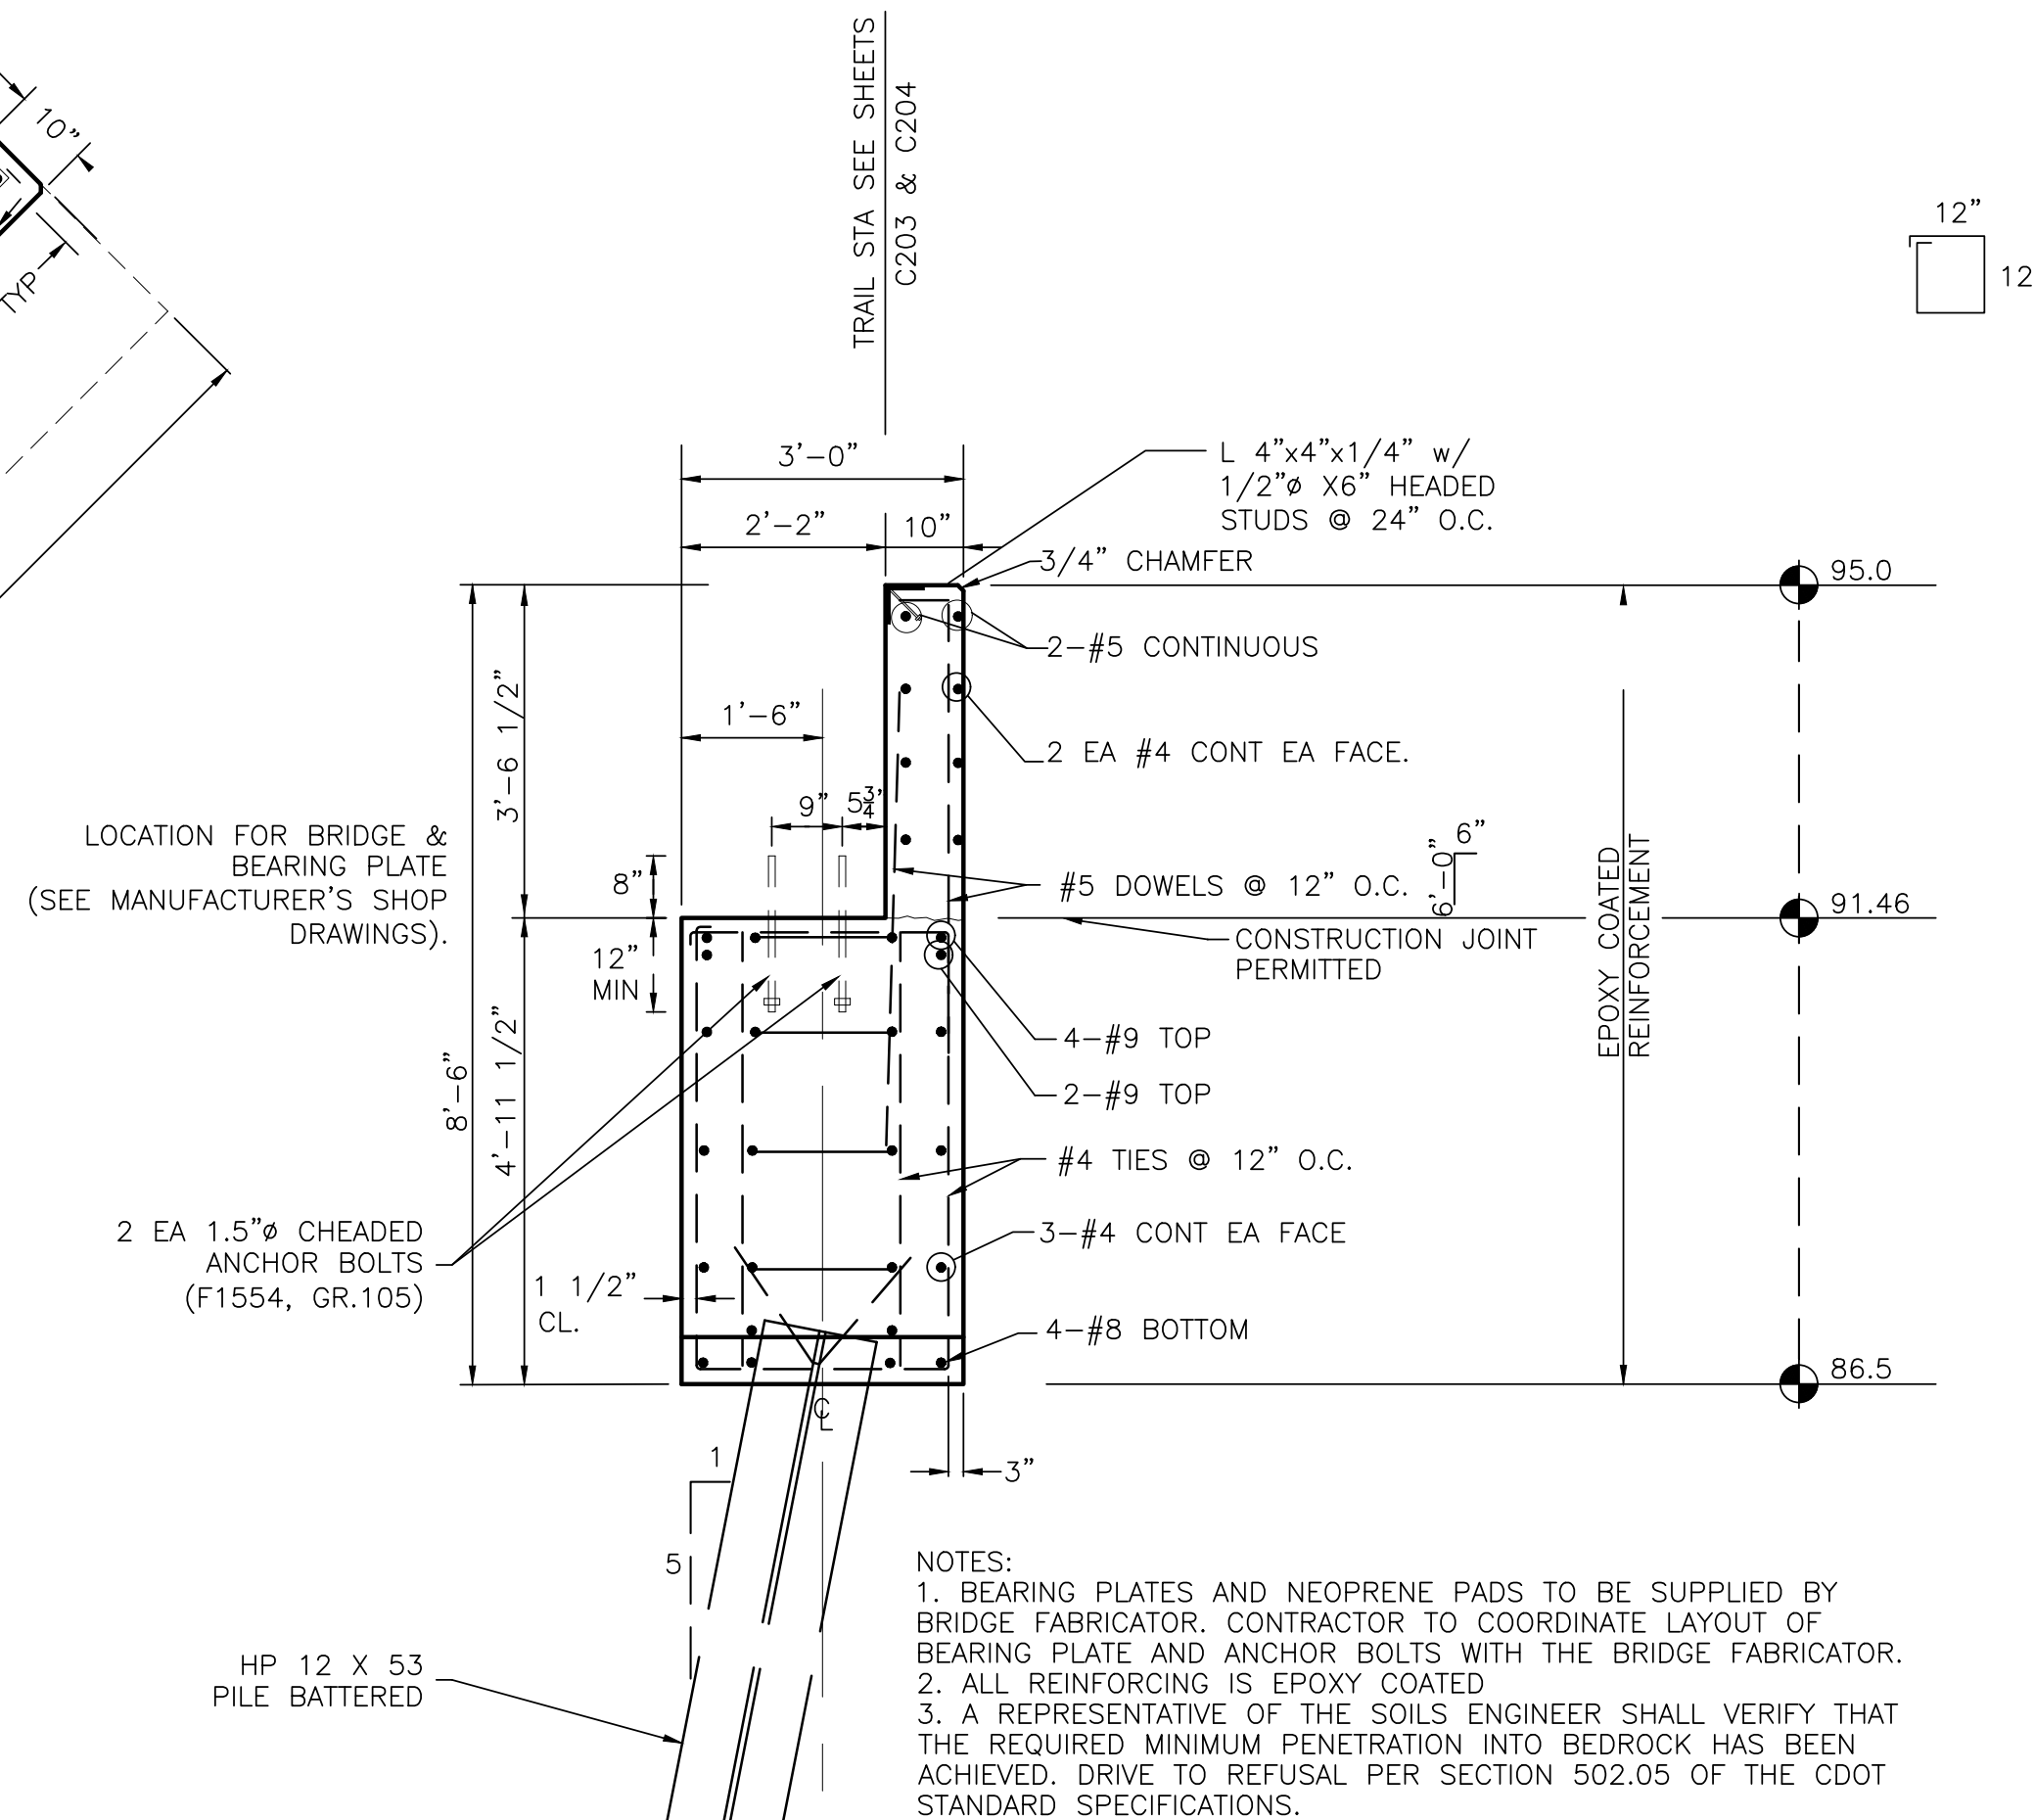 10"
TYP
TRAIL STA SEE SHEETS
C203 & C204
12"
12
3'-0"
2'-2"
10"
L 4"x4"x1/4" w/
1/2"ø X6" HEADED
STUDS @ 24" O.C.
3/4" CHAMFER
95.0
2-#5 CONTINUOUS
2 EA #4 CONT EA FACE.
1'-6"
9"
5 3/4'
3'-6 1/2"
8'-6"
4'-11 1/2"
LOCATION FOR BRIDGE &
BEARING PLATE
(SEE MANUFACTURER'S SHOP
DRAWINGS).
8"
12"
MIN
#5 DOWELS @ 12" O.C.
6'-0"
6"
EPOXY COATED
REINFORCEMENT
91.46
CONSTRUCTION JOINT
PERMITTED
4-#9 TOP
2-#9 TOP
#4 TIES @ 12" O.C.
3-#4 CONT EA FACE
2 EA 1.5"ø CHEADED
ANCHOR BOLTS
(F1554, GR.105)
1 1/2"
CL.
4-#8 BOTTOM
86.5
CL
3"
1
5
HP 12 X 53
PILE BATTERED
NOTES:
1. BEARING PLATES AND NEOPRENE PADS TO BE SUPPLIED BY
BRIDGE FABRICATOR. CONTRACTOR TO COORDINATE LAYOUT OF
BEARING PLATE AND ANCHOR BOLTS WITH THE BRIDGE FABRICATOR.
2. ALL REINFORCING IS EPOXY COATED
3. A REPRESENTATIVE OF THE SOILS ENGINEER SHALL VERIFY THAT
THE REQUIRED MINIMUM PENETRATION INTO BEDROCK HAS BEEN
ACHIEVED. DRIVE TO REFUSAL PER SECTION 502.05 OF THE CDOT
STANDARD SPECIFICATIONS.